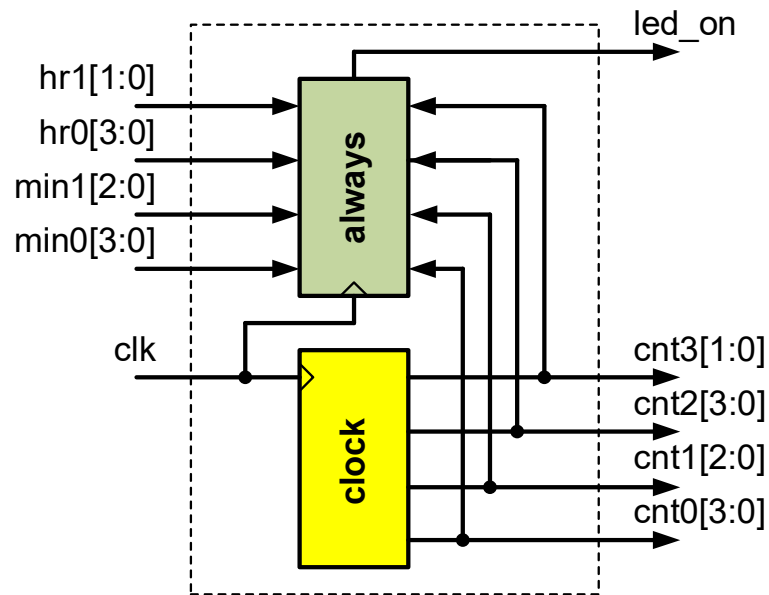 led_on
hr1[1:0]
hr0[3:0]
min1[2:0]
min0[3:0]
always
clk
clock
cnt3[1:0]
cnt2[3:0]
cnt1[2:0]
cnt0[3:0]